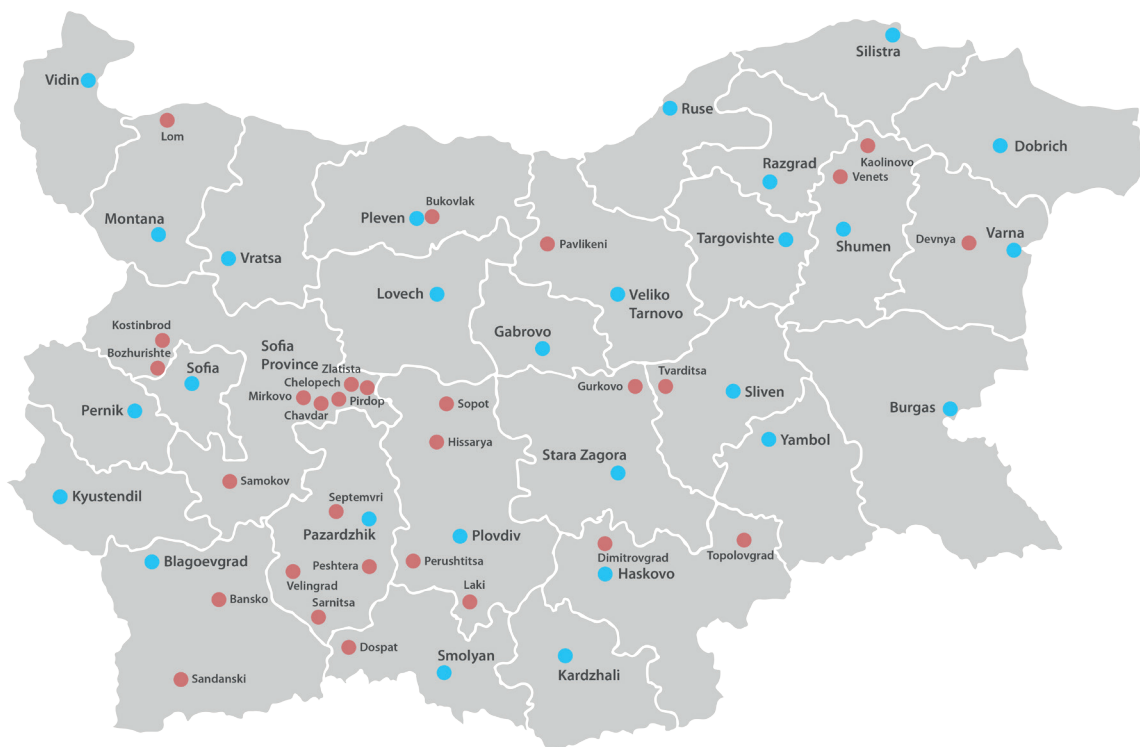 Silistra
Vidin
Ruse
Lom
Dobrich
Kaolinovo
Razgrad
Venets
Bukovlak
Pleven
Montana
Pavlikeni
Targovishte
Shumen
Devnya
Varna
Vratsa
Lovech
Veliko
Tarnovo
Kostinbrod
Gabrovo
Bozhurishte
Sofia
Sofia
Province
Zlatista
Chelopech
Mirkovo
Chavdar
Pirdop
Gurkovo
Tvarditsa
Sliven
Pernik
Sopot
Burgas
Hissarya
Yambol
Stara Zagora
Samokov
Kyustendil
Septemvri
Pazardzhik
Plovdiv
Dimitrovgrad
Topolovgrad
Blagoevgrad
Peshtera
Perushtitsa
Haskovo
Velingrad
Laki
Bansko
Sarnitsa
Dospat
Smolyan
Kardzhali
Sandanski